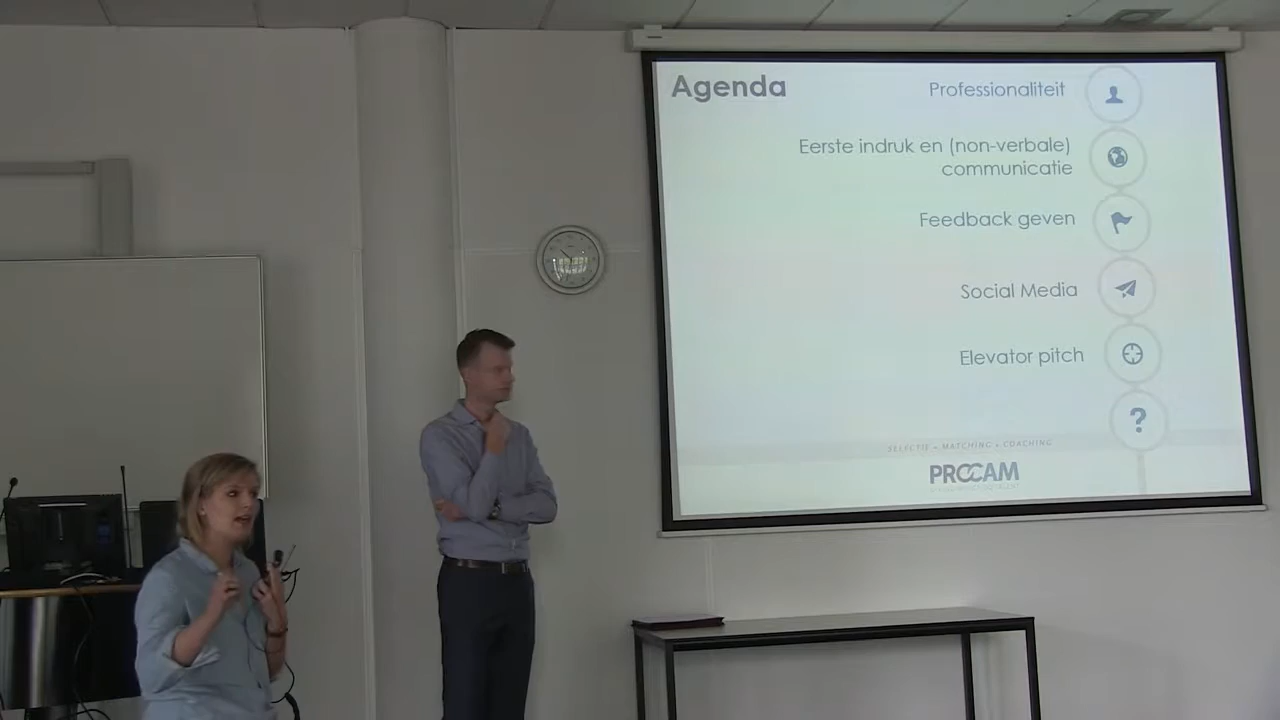 Agenda
Professionaliteit
Eerste indruk en (non-verbale)
communicatie
Feedback geven
Social Media
Elevator pitch
?
SELECTIE • MATCHING • COACHING
PROCAM